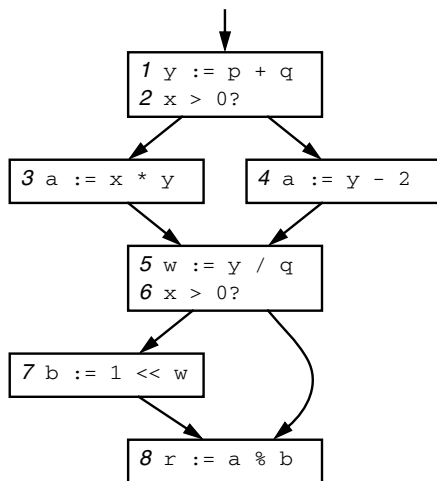 1 y := p + q
2 x > 0?
3 a := x * y
4 a := y - 2
5 w := y / q
6 x > 0?
7 b := 1 << w
8 r := a % b